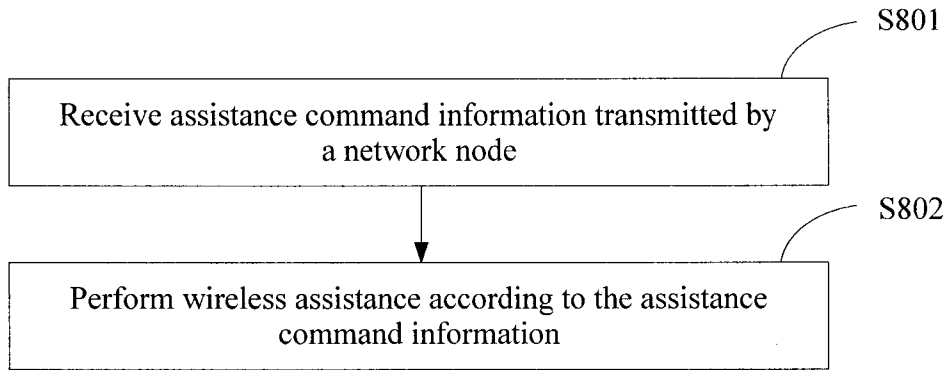 S801
Receive assistance command information transmitted by
a network node
S802
Perform wireless assistance according to the assistance
command information